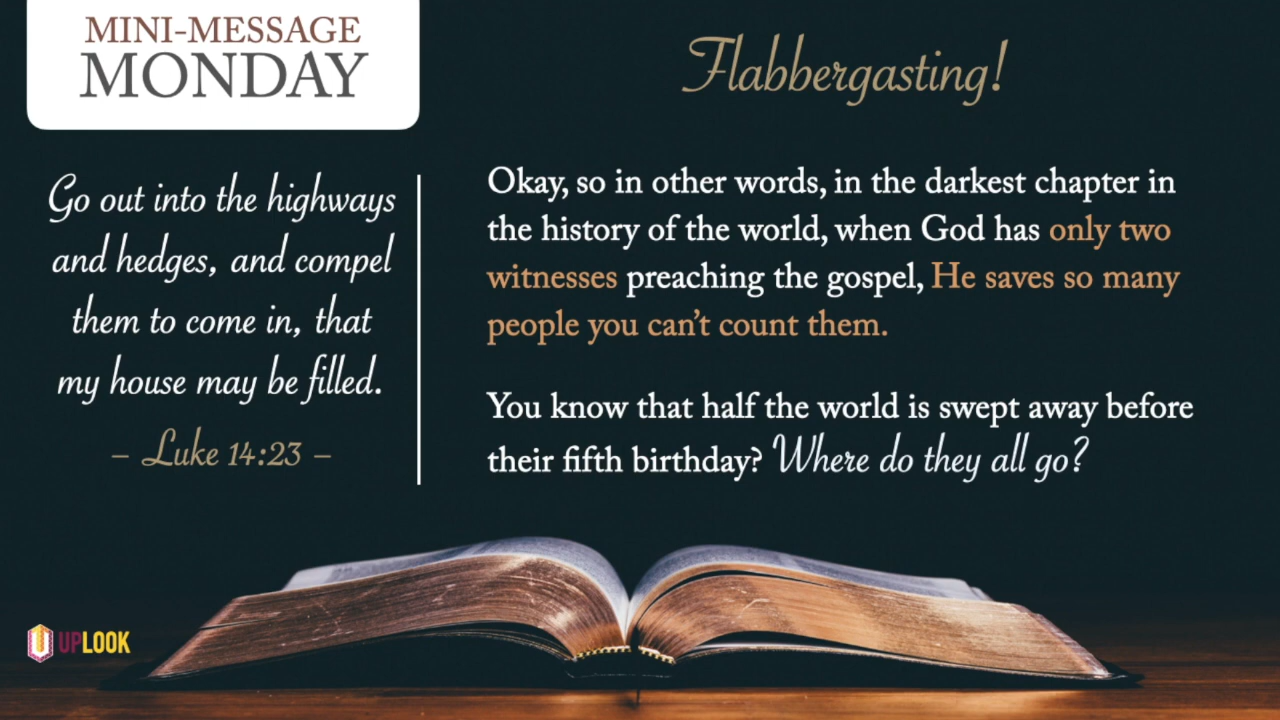 MINI-MESSAGE
MONDAY
Go out into the highways
and hedges, and compel
them to come in, that
my house may be filled.
– Luke 14:23 –
Flabbergasting!
Okay, so in other words, in the darkest chapter in
the history of the world, when God has only two
witnesses preaching the gospel, He saves so many
people you can’t count them.
You know that half the world is swept away before
their fifth birthday? Where do they all go?
UPLOOK